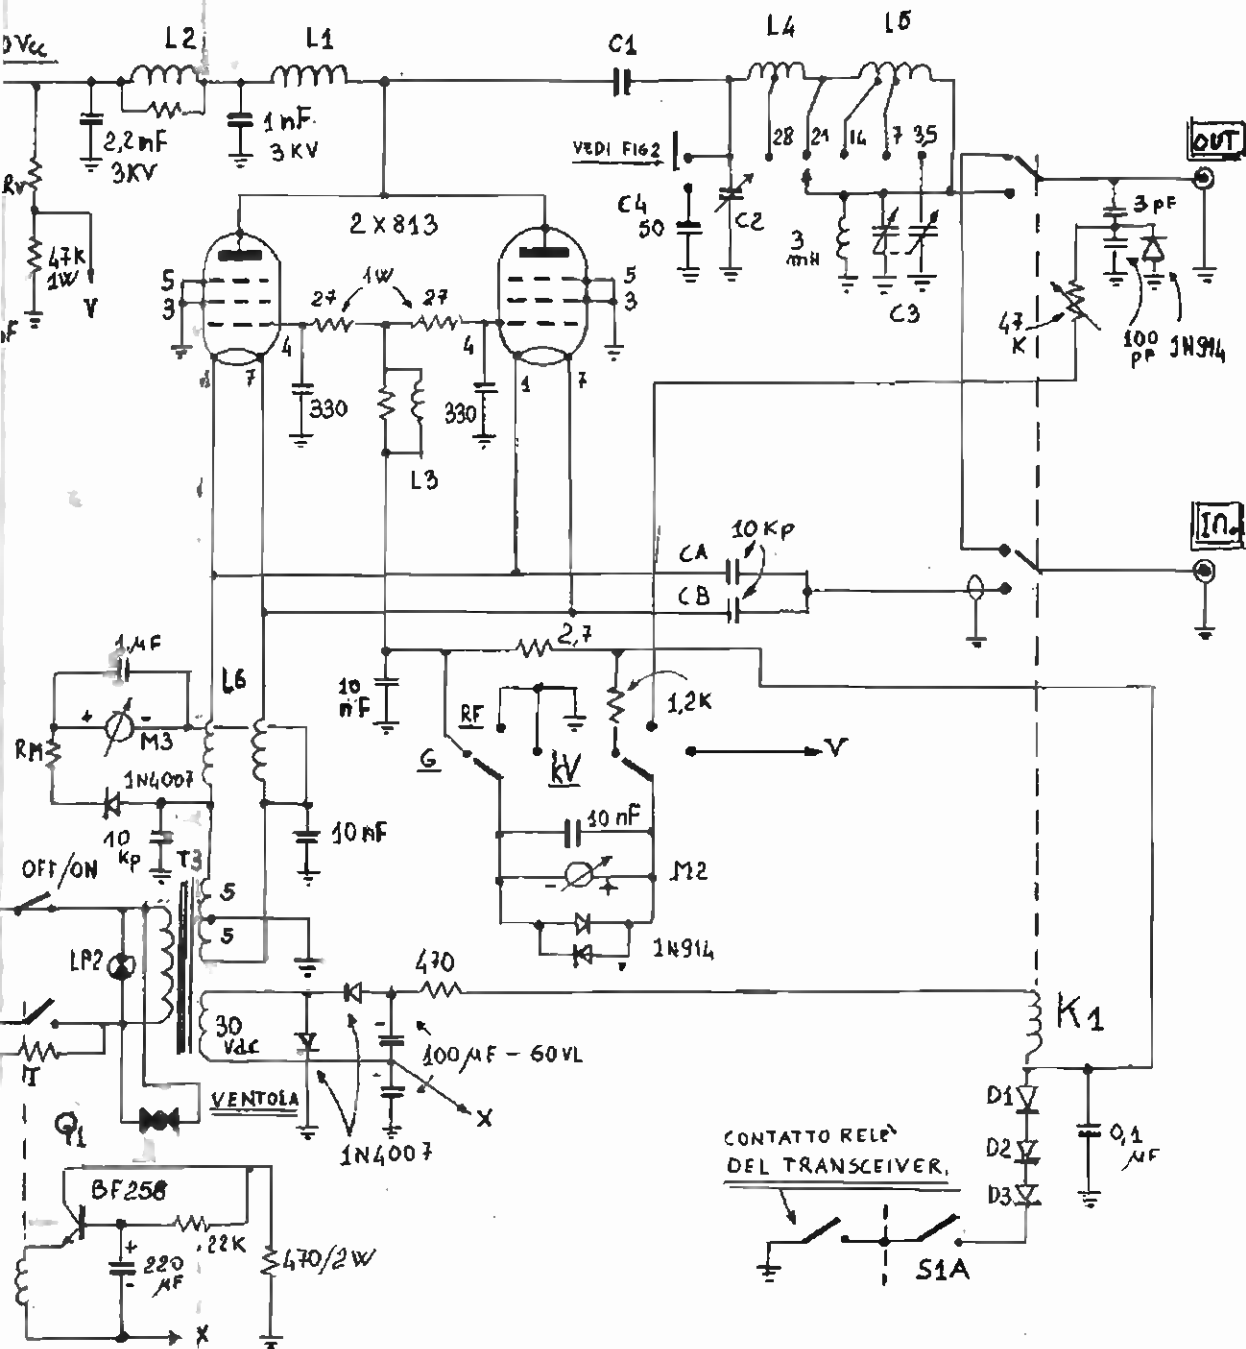 L2
L1
C1
L4
L5
2,2 nF
3KV
1 nF
3 KV
VEDI FIG2
28
21
14
7
3,5
OUT
Rv
47K
1W
V
2 X 813
C4
50
C2
3
mH
C3
3 pF
47
K
100
pF
1N914
5
3
27
1W
27
5
3
4
4
7
1
7
330
330
L3
IN.
10 Kp
CA
CB
1 µF
L6
2,7
10
nF
1,2K
+
-
M3
RM
RF
G
kV
V
1N4007
10
Kp
10 nF
10 nF
OFF/ON
T3
5
5
-
+
M2
1N914
LP2
470
30
Vdc
K1
100 µF - 60 VL
T
VENTOLA
X
1N4007
Q1
BF258
D1
D2
D3
0,1
µF
CONTATTO RELE'
DEL TRANSCEIVER.
22K
+
220
µF
-
470/2W
S1A
X